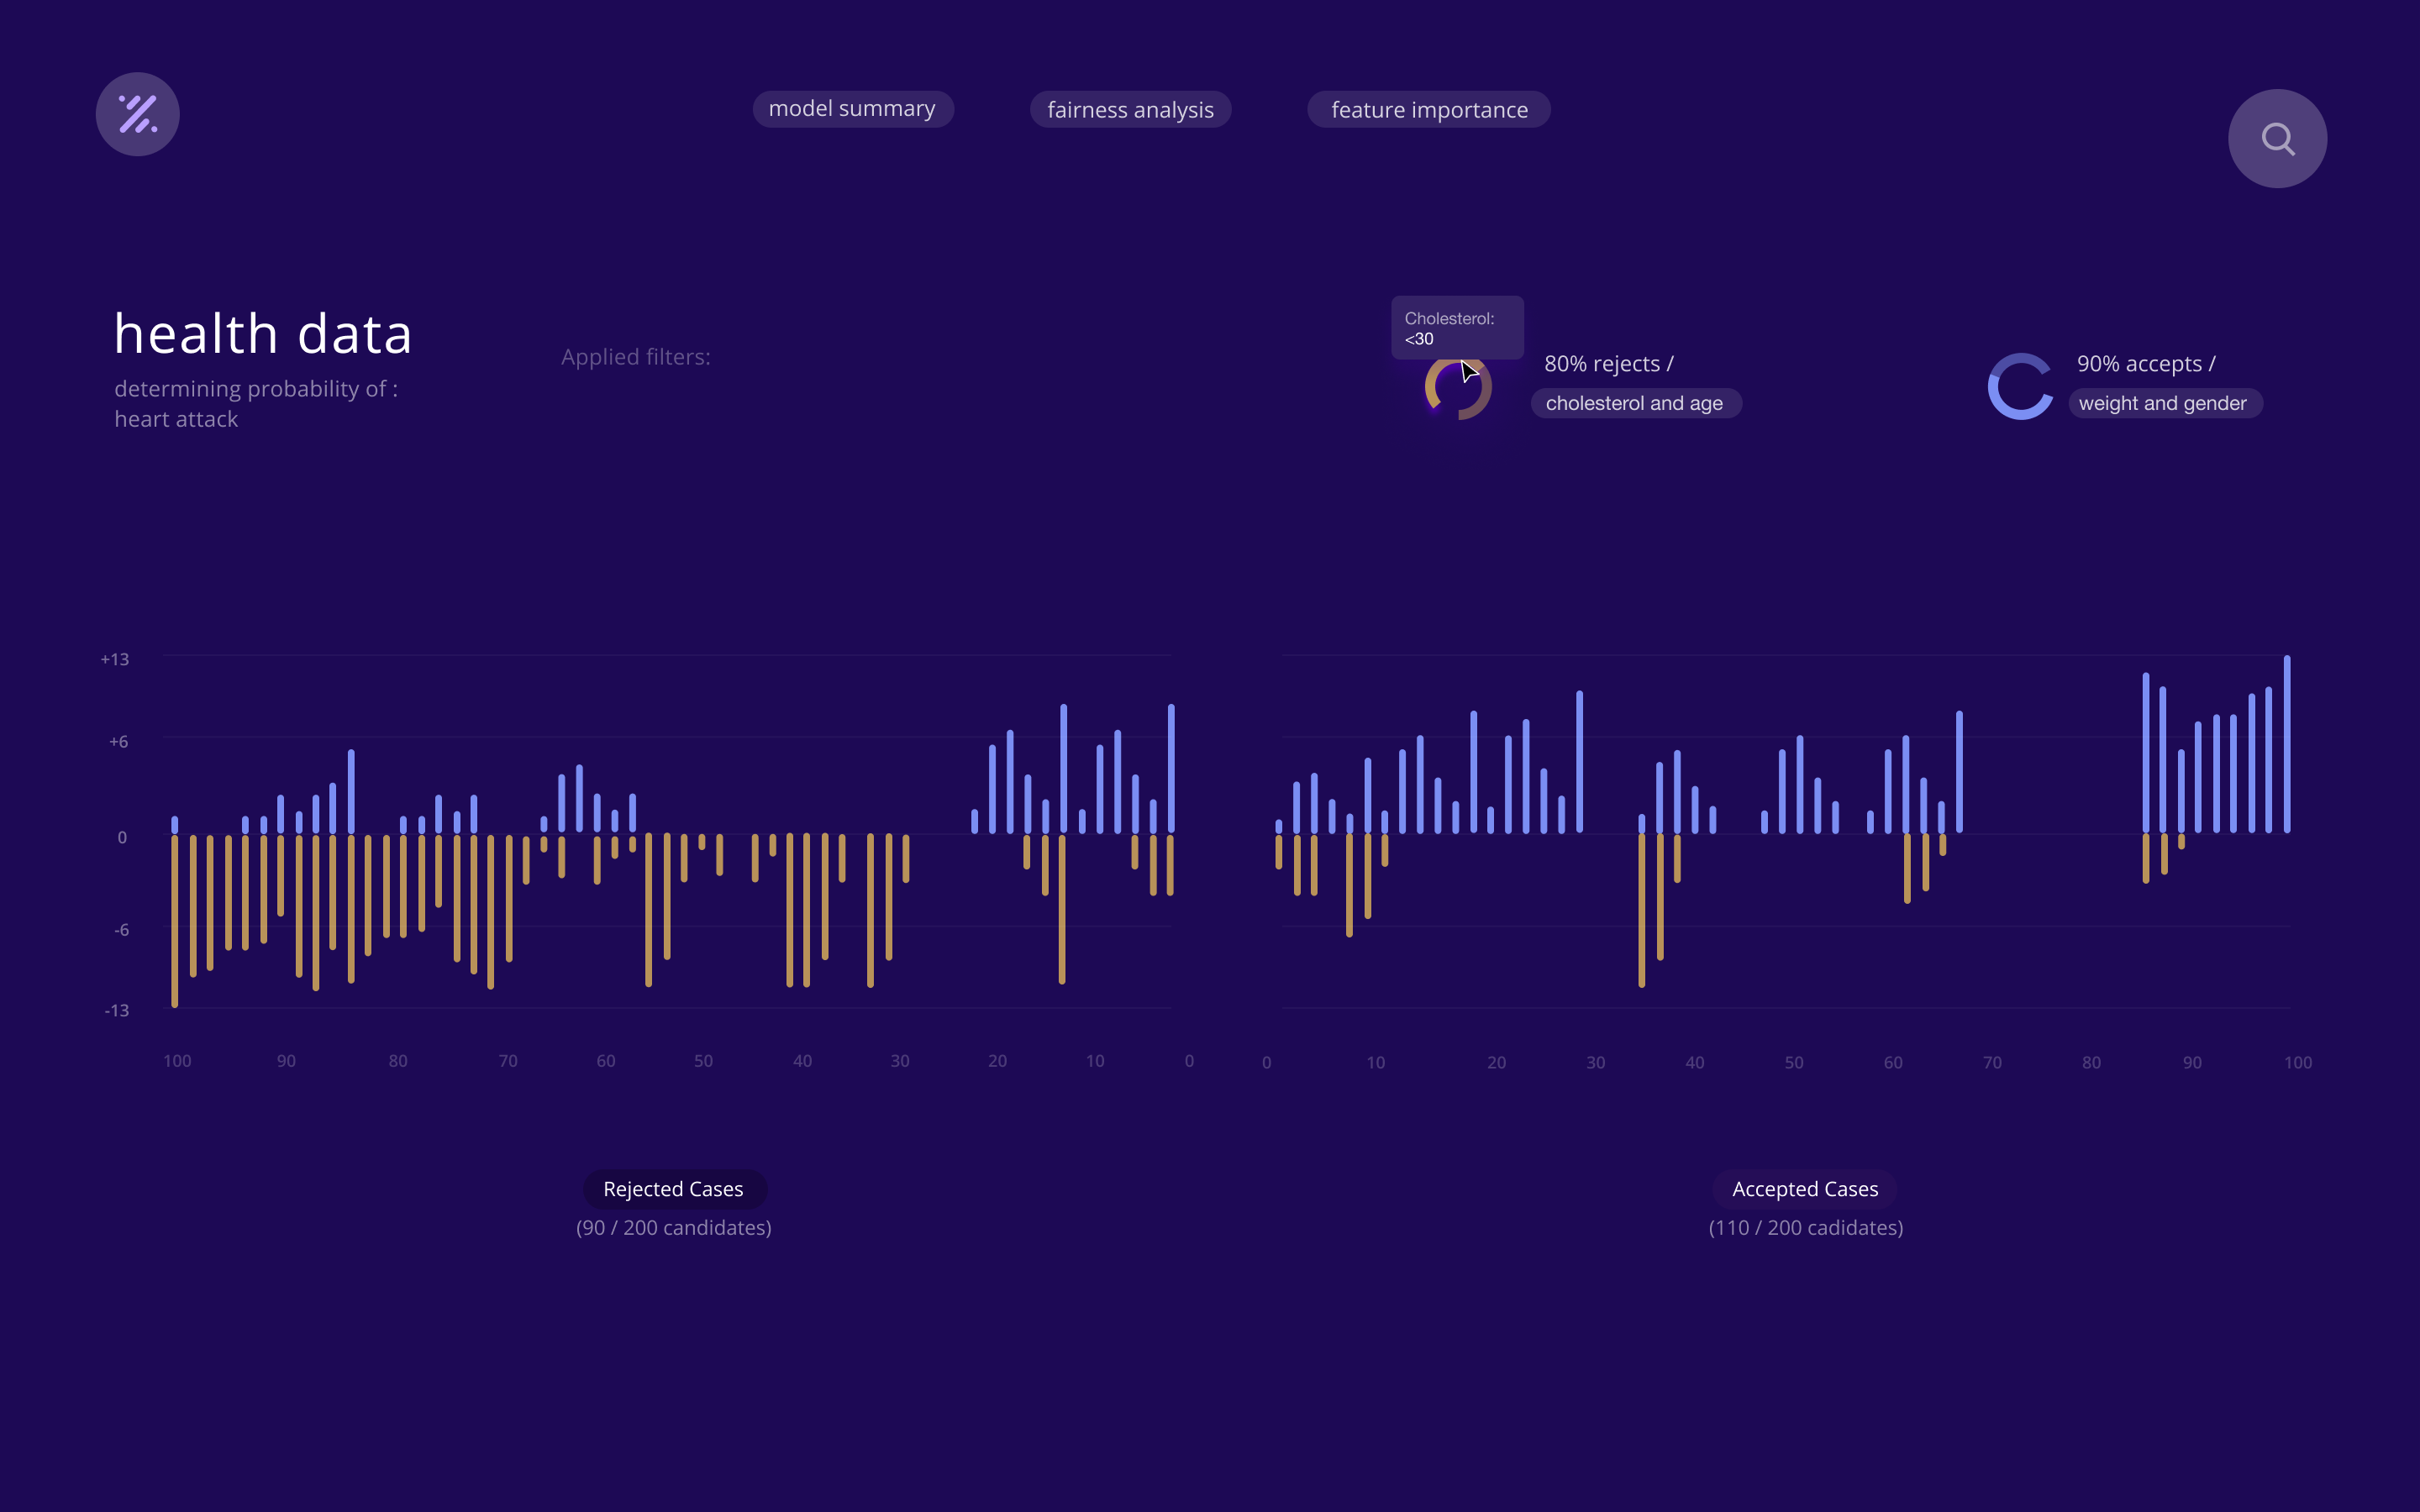 model summary
fairness analysis
feature importance
health data
determining probability of :
heart attack
Applied filters:
Cholesterol:
<30
80% rejects /
cholesterol and age
90% accepts /
weight and gender
+13
+6
0
-6
-13
100 90 80 70 60 50 40 30 20 10 0
0 10 20 30 40 50 60 70 80 90 100
Rejected Cases
(90 / 200 candidates)
Accepted Cases
(110 / 200 cadidates)